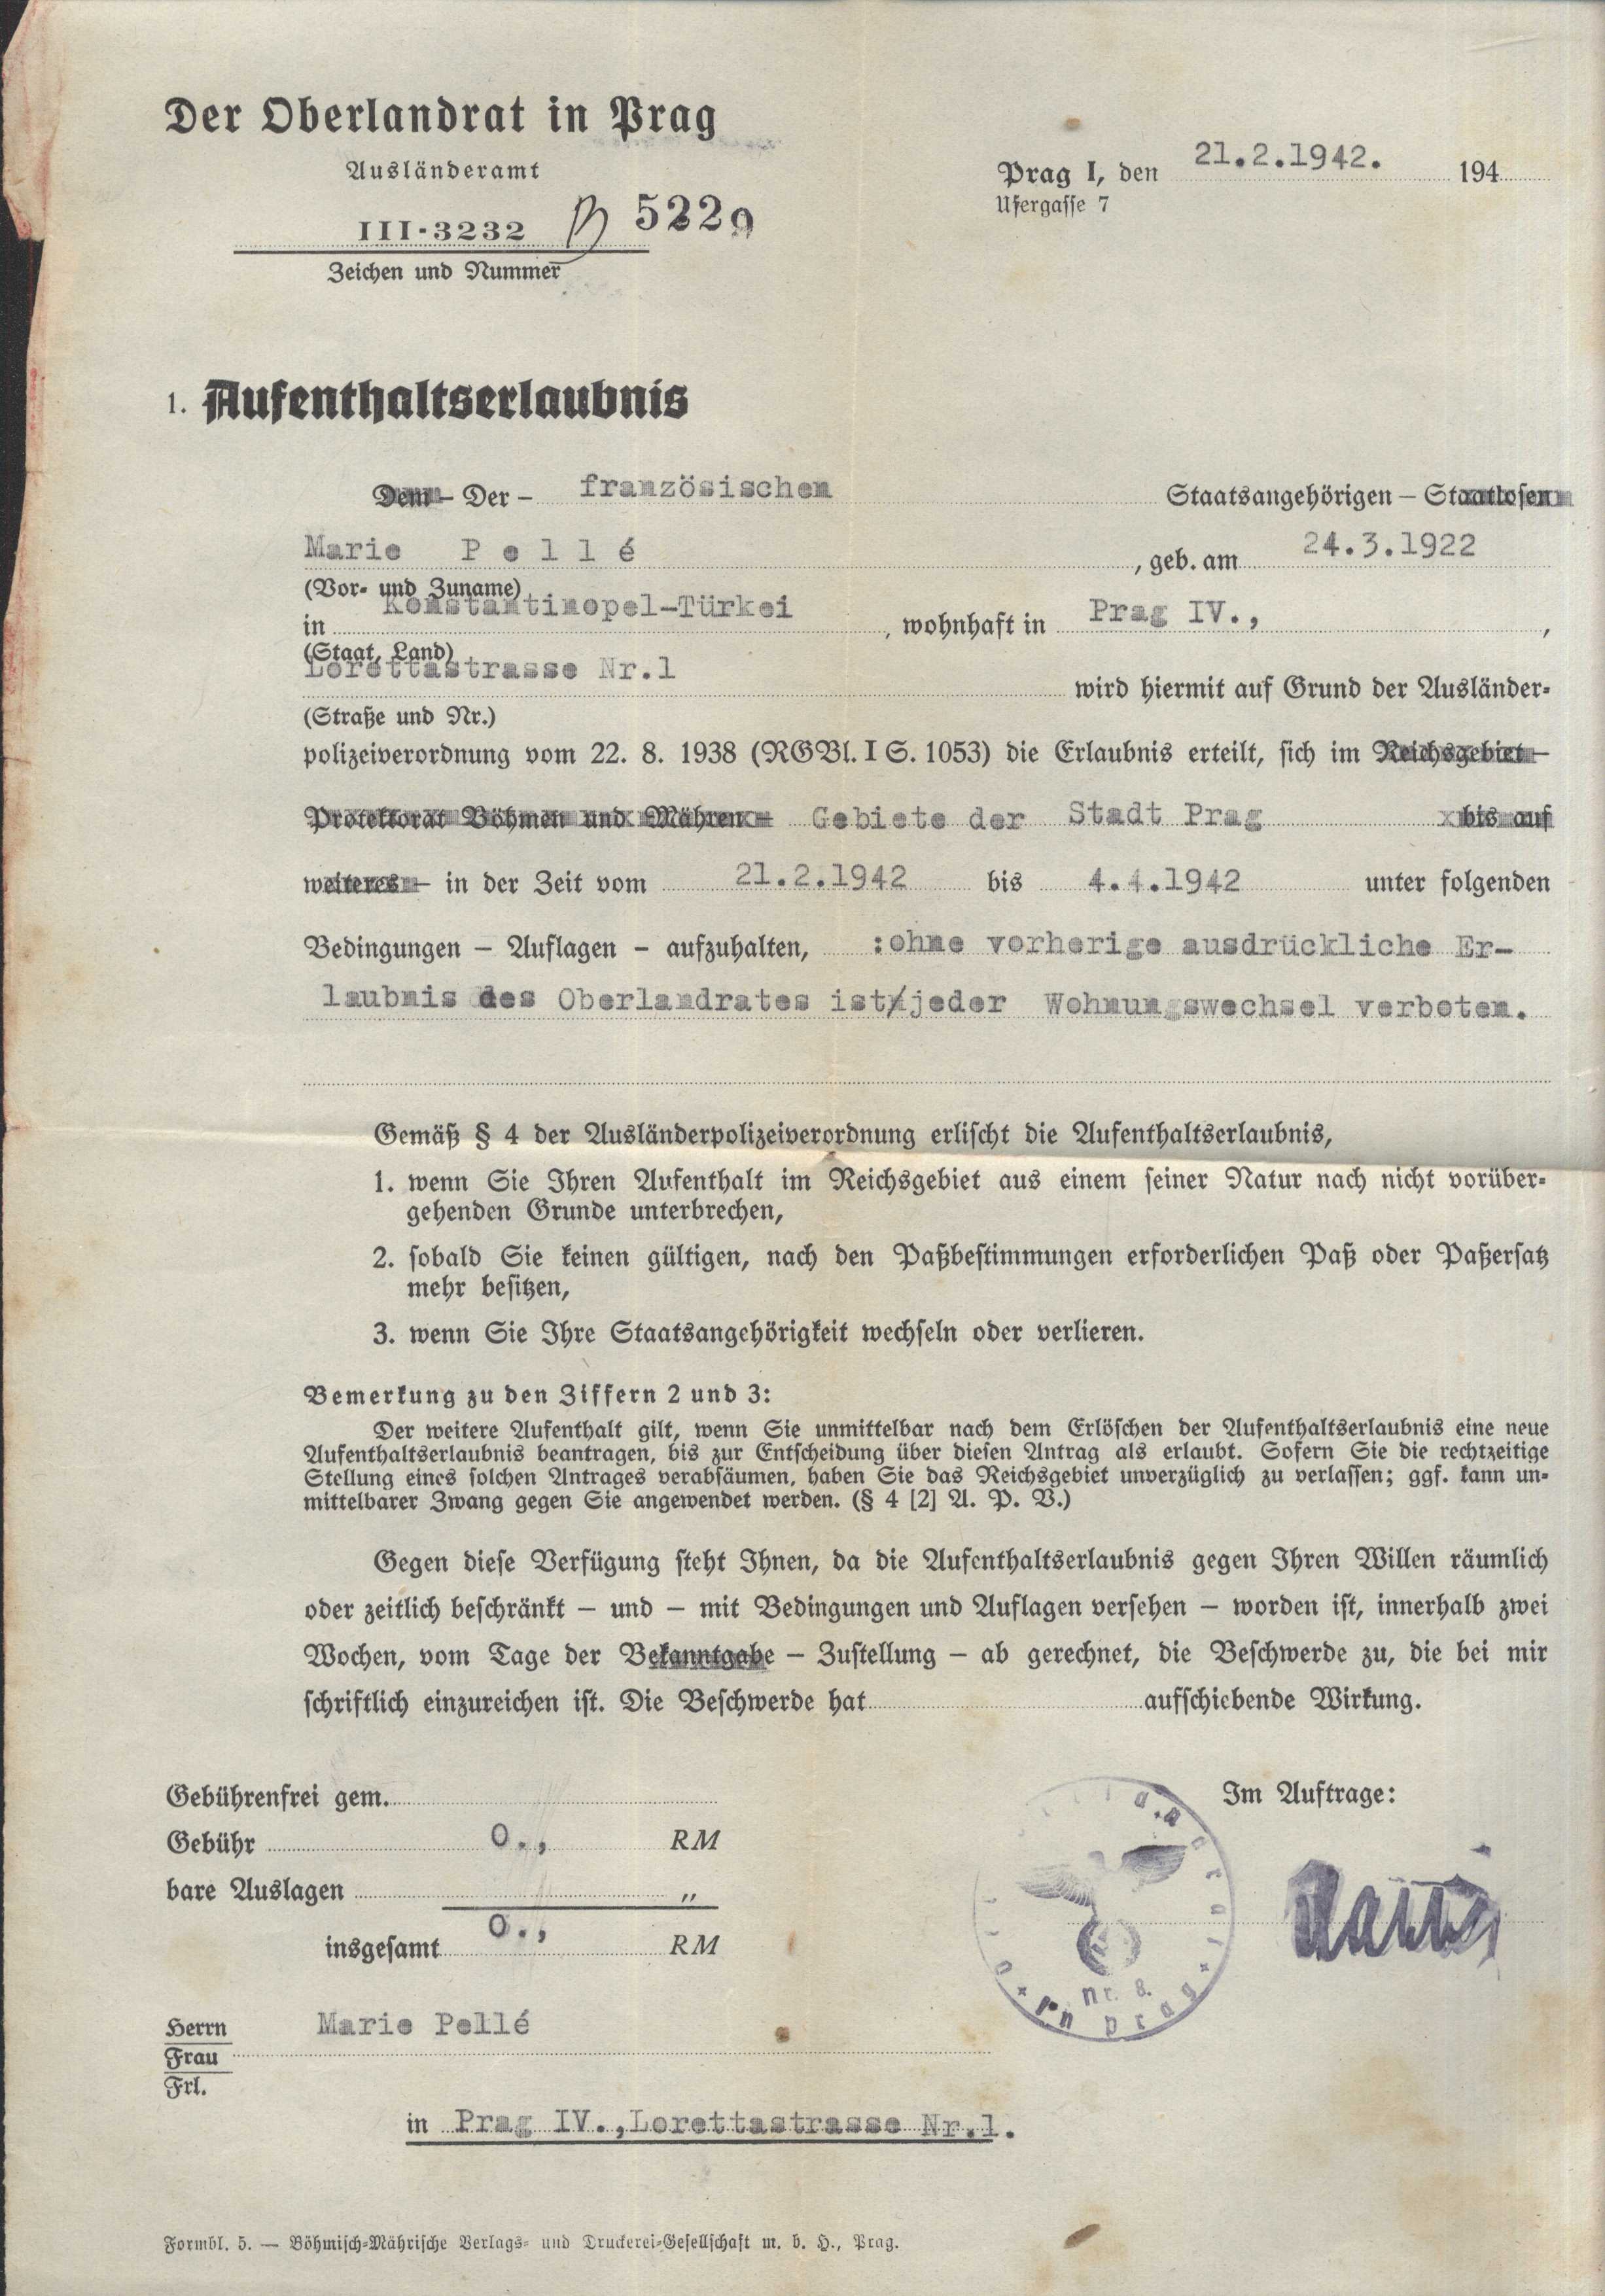 Der Oberlandrat in Prag
Ausländeramt
III-3232 B 5229
Zeichen und Nummer
Prag I, den 21.2.1942. 194
Ufergasse 7
1. Aufenthaltserlaubnis
Dem – Der – französischen Staatsangehörigen – Staatlosen
Marie Pellé, geb. am 24.3.1922
(Vor- und Zuname)
in Konstantinopel-Türkei, wohnhaft in Prag IV.,,
(Staat, Land)
Lorettastrasse Nr.1 wird hiermit auf Grund der Ausländer-
(Straße und Nr.)
polizeiverordnung vom 22. 8. 1938 (RGBl. I S. 1053) die Erlaubnis erteilt, sich im Reichsgebiet –
Protektorat Böhmen und Mähren – Gebiete der Stadt Prag bis auf
weiteres – in der Zeit vom 21.2.1942 bis 4.4.1942 unter folgenden
Bedingungen – Auflagen – aufzuhalten, :ohne vorherige ausdrückliche Er-
laubnis des Oberlandrates ist jeder Wohnungswechsel verboten.
Gemäß § 4 der Ausländerpolizeiverordnung erlischt die Aufenthaltserlaubnis,
1. wenn Sie Ihren Aufenthalt im Reichsgebiet aus einem seiner Natur nach nicht vorüber-
gehenden Grunde unterbrechen,
2. sobald Sie keinen gültigen, nach den Paßbestimmungen erforderlichen Paß oder Paßersatz
mehr besitzen,
3. wenn Sie Ihre Staatsangehörigkeit wechseln oder verlieren.
Bemerkung zu den Ziffern 2 und 3:
Der weitere Aufenthalt gilt, wenn Sie unmittelbar nach dem Erlöschen der Aufenthaltserlaubnis eine neue
Aufenthaltserlaubnis beantragen, bis zur Entscheidung über diesen Antrag als erlaubt. Sofern Sie die rechtzeitige
Stellung eines solchen Antrages verabsäumen, haben Sie das Reichsgebiet unverzüglich zu verlassen; ggf. kann un-
mittelbarer Zwang gegen Sie angewendet werden. (§ 4 [2] A. P. V.)
Gegen diese Verfügung steht Ihnen, da die Aufenthaltserlaubnis gegen Ihren Willen räumlich
oder zeitlich beschränkt – und – mit Bedingungen und Auflagen versehen – worden ist, innerhalb zwei
Wochen, vom Tage der Bekanntgabe – Zustellung – ab gerechnet, die Beschwerde zu, die bei mir
schriftlich einzureichen ist. Die Beschwerde hat aufschiebende Wirkung.
Gebührenfrei gem.
Gebühr 0., RM
bare Auslagen "
insgesamt 0., RM
Im Auftrage:
nr. 8.
in prag
Herrn
Frau Marie Pellé
Frl.
in Prag IV.,Lorettastrasse Nr.1.
Formbl. 5. — Böhmisch-Mährische Verlags- und Druckerei-Gesellschaft m. b. H., Prag.